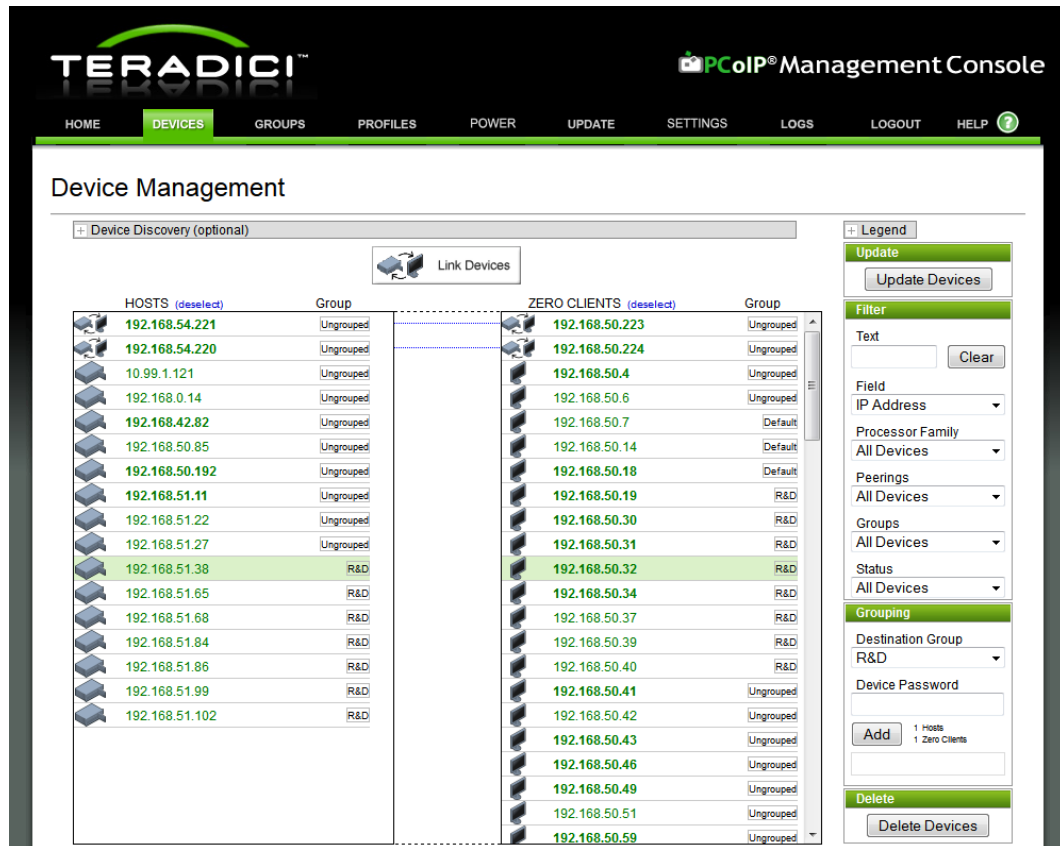 TERADICI™
PCoIP® Management Console
HOME DEVICES GROUPS PROFILES POWER UPDATE SETTINGS LOGS LOGOUT HELP ?
Device Management
+ Device Discovery (optional)
+ Legend
Link Devices
HOSTS (deselect) Group ZERO CLIENTS (deselect) Group
192.168.54.221 Ungrouped 192.168.50.223 Ungrouped
192.168.54.220 Ungrouped 192.168.50.224 Ungrouped
10.99.1.121 Ungrouped 192.168.50.4 Ungrouped
192.168.0.14 Ungrouped 192.168.50.6 Ungrouped
192.168.42.82 Ungrouped 192.168.50.7 Default
192.168.50.85 Ungrouped 192.168.50.14 Default
192.168.50.192 Ungrouped 192.168.50.18 Default
192.168.51.11 Ungrouped 192.168.50.19 R&D
192.168.51.22 Ungrouped 192.168.50.30 R&D
192.168.51.27 Ungrouped 192.168.50.31 R&D
192.168.51.38 R&D 192.168.50.32 R&D
192.168.51.65 R&D 192.168.50.34 R&D
192.168.51.68 R&D 192.168.50.37 R&D
192.168.51.84 R&D 192.168.50.39 R&D
192.168.51.86 R&D 192.168.50.40 R&D
192.168.51.99 R&D 192.168.50.41 Ungrouped
192.168.51.102 R&D 192.168.50.42 Ungrouped
192.168.50.43 Ungrouped
192.168.50.46 Ungrouped
192.168.50.49 Ungrouped
192.168.50.51 Ungrouped
192.168.50.59 Ungrouped
Update
Update Devices
Filter
Text
Clear
Field
IP Address
Processor Family
All Devices
Peerings
All Devices
Groups
All Devices
Status
All Devices
Grouping
Destination Group
R&D
Device Password
Add
1 Hosts
1 Zero Clients
Delete
Delete Devices